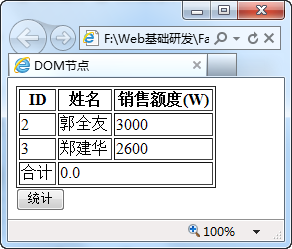 F:\Web基础研发\Fa
DOM节点
ID 姓名 销售额度(W)
2 郭全友 3000
3 郑建华 2600
合计 0.0
统计
100%